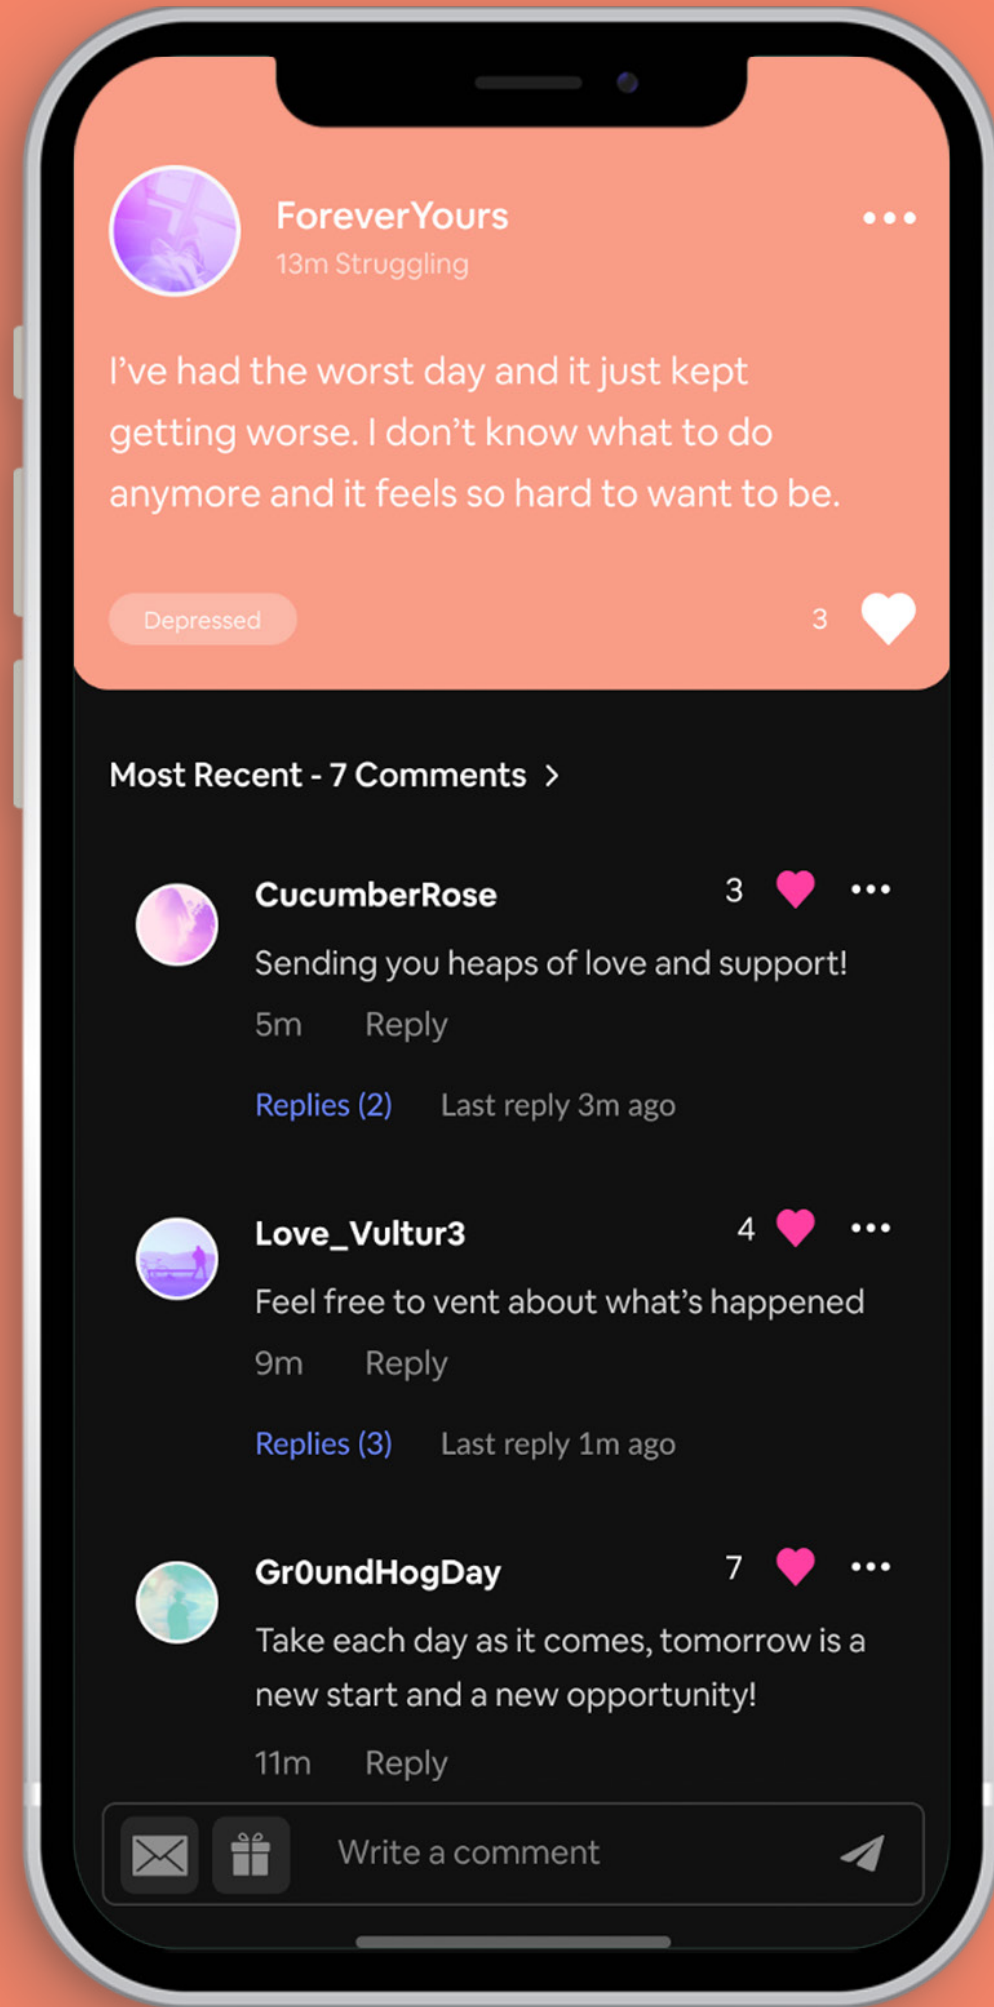 ForeverYours
13m Struggling
I've had the worst day and it just kept
getting worse. I don't know what to do
anymore and it feels so hard to want to be.
Depressed
3
Most Recent - 7 Comments >
CucumberRose 3
Sending you heaps of love and support!
5m Reply
Replies (2) Last reply 3m ago
Love_Vultur3 4
Feel free to vent about what's happened
9m Reply
Replies (3) Last reply 1m ago
Gr0undHogDay 7
Take each day as it comes, tomorrow is a
new start and a new opportunity!
11m Reply
Write a comment